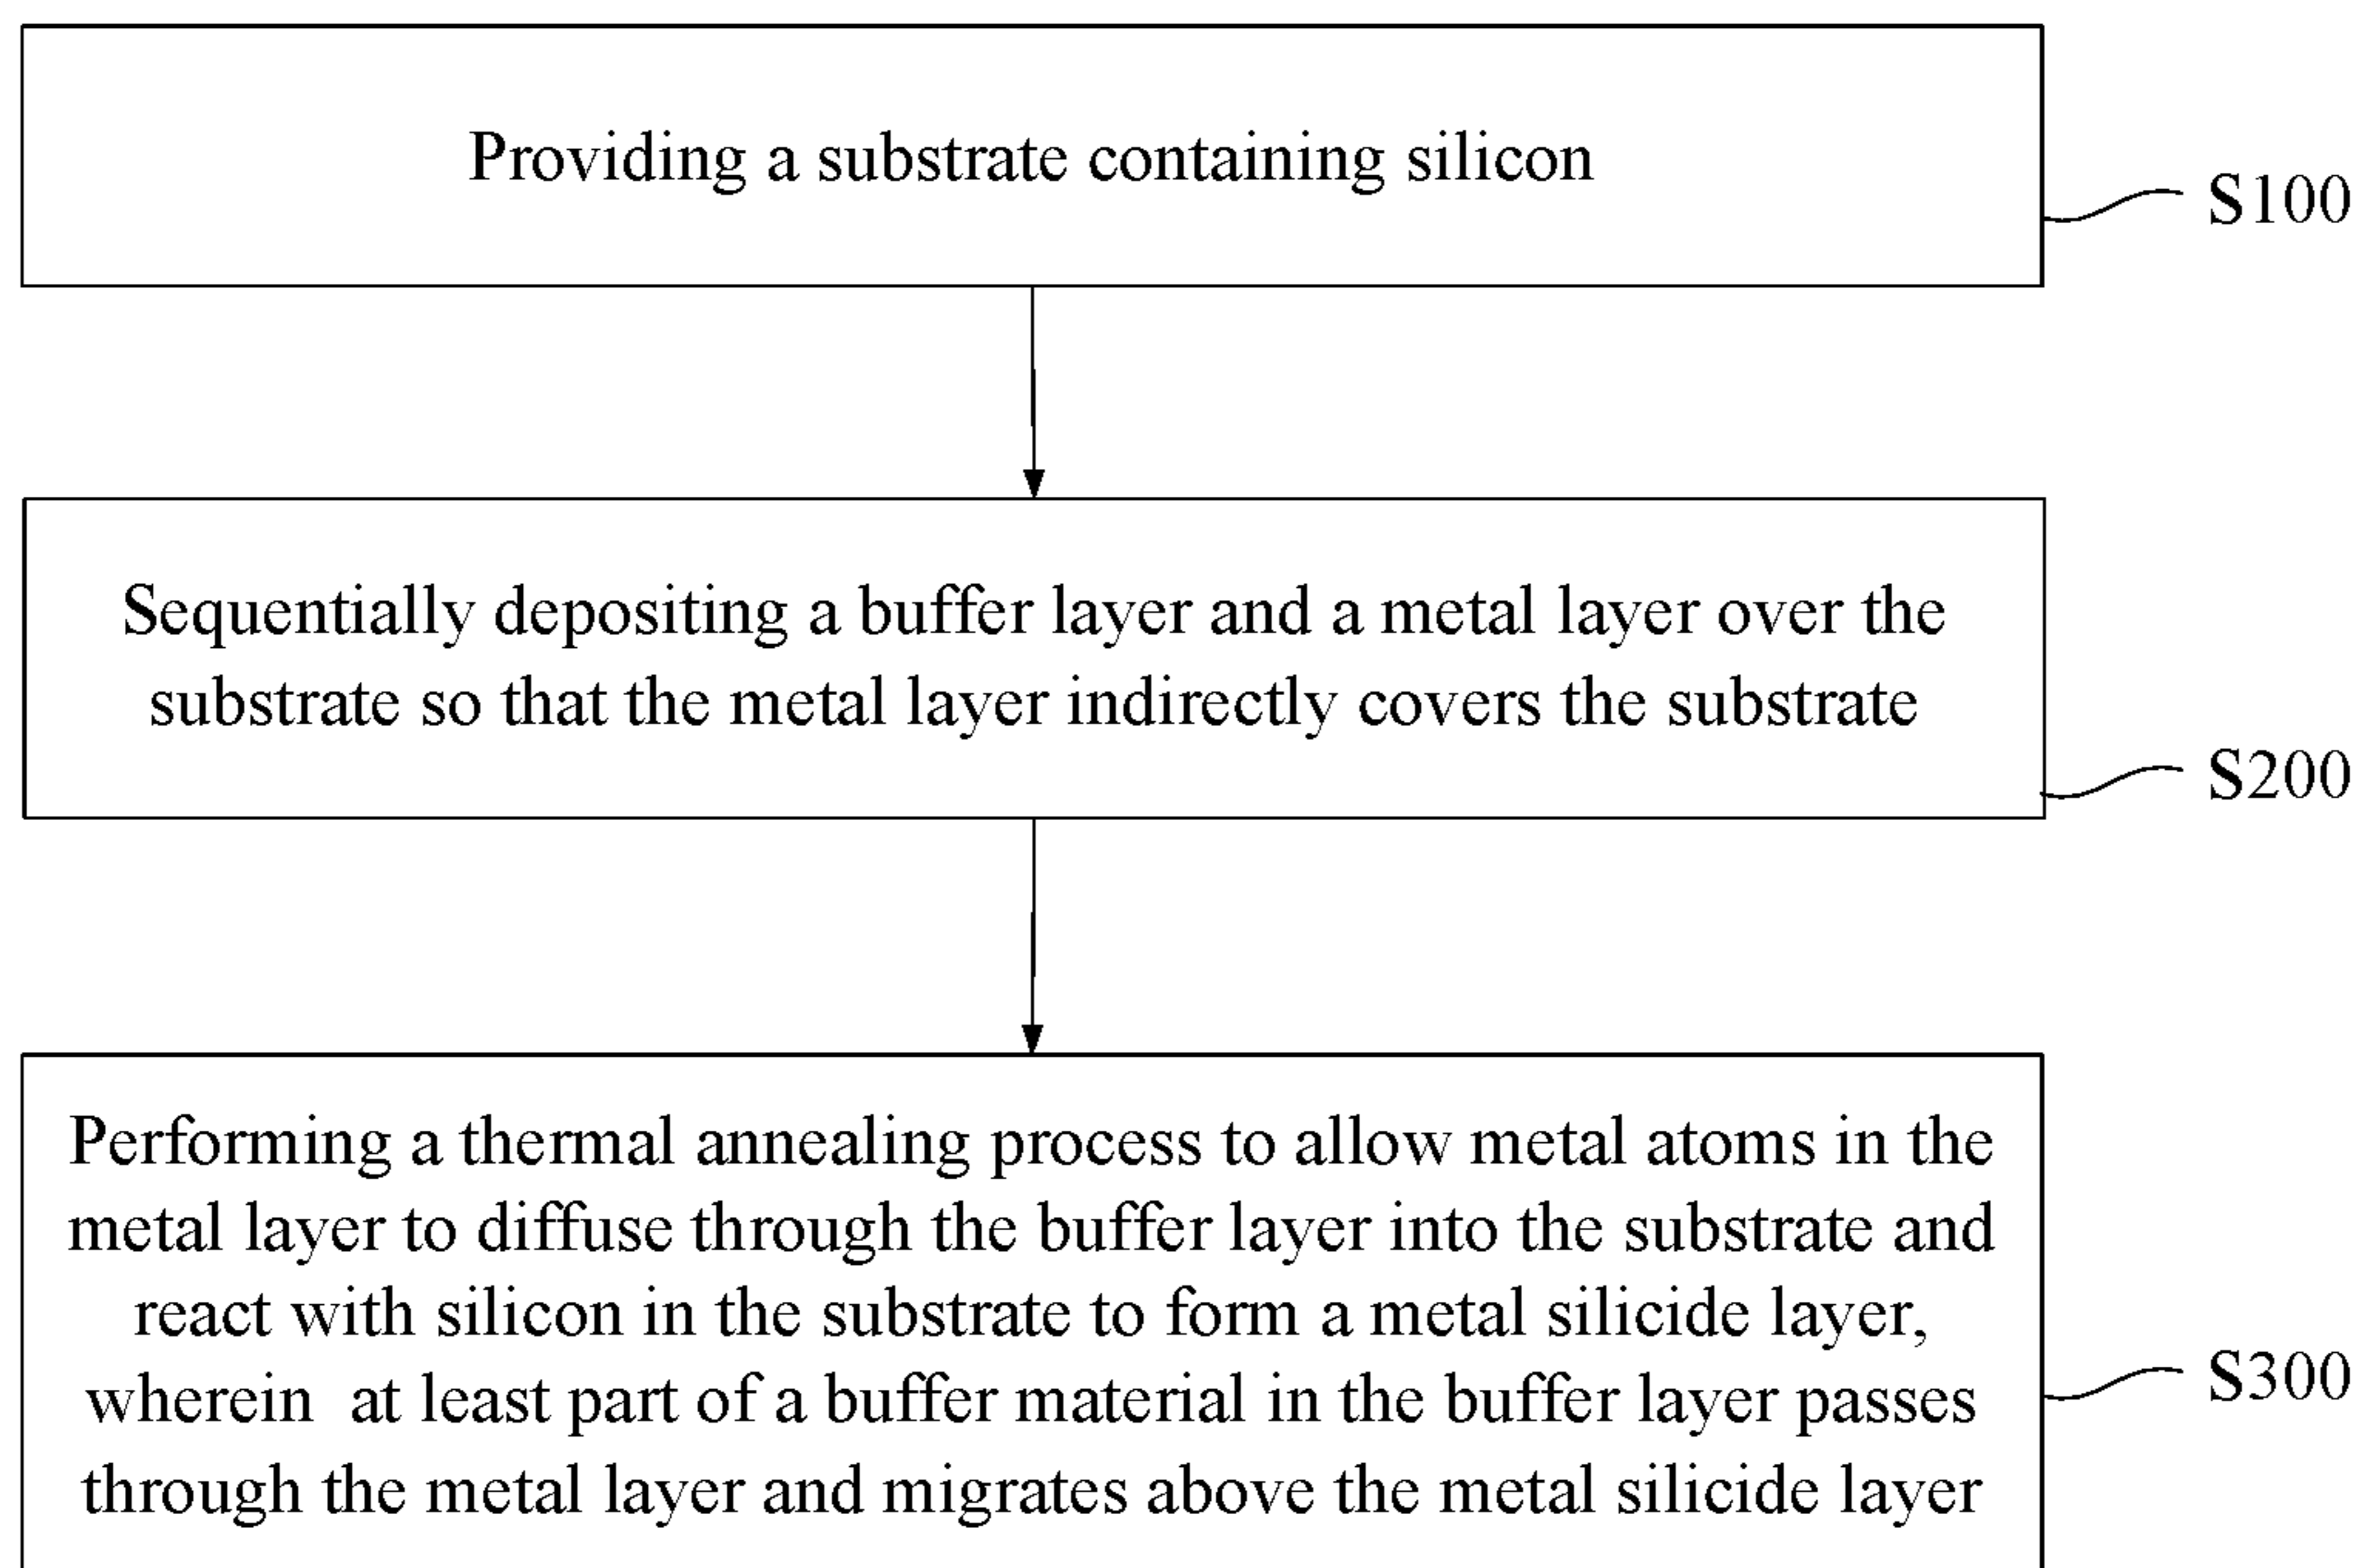 Providing a substrate containing silicon
S100
Sequentially depositing a buffer layer and a metal layer over the
substrate so that the metal layer indirectly covers the substrate
S200
Performing a thermal annealing process to allow metal atoms in the
metal layer to diffuse through the buffer layer into the substrate and
react with silicon in the substrate to form a metal silicide layer,
wherein at least part of a buffer material in the buffer layer passes
through the metal layer and migrates above the metal silicide layer
S300